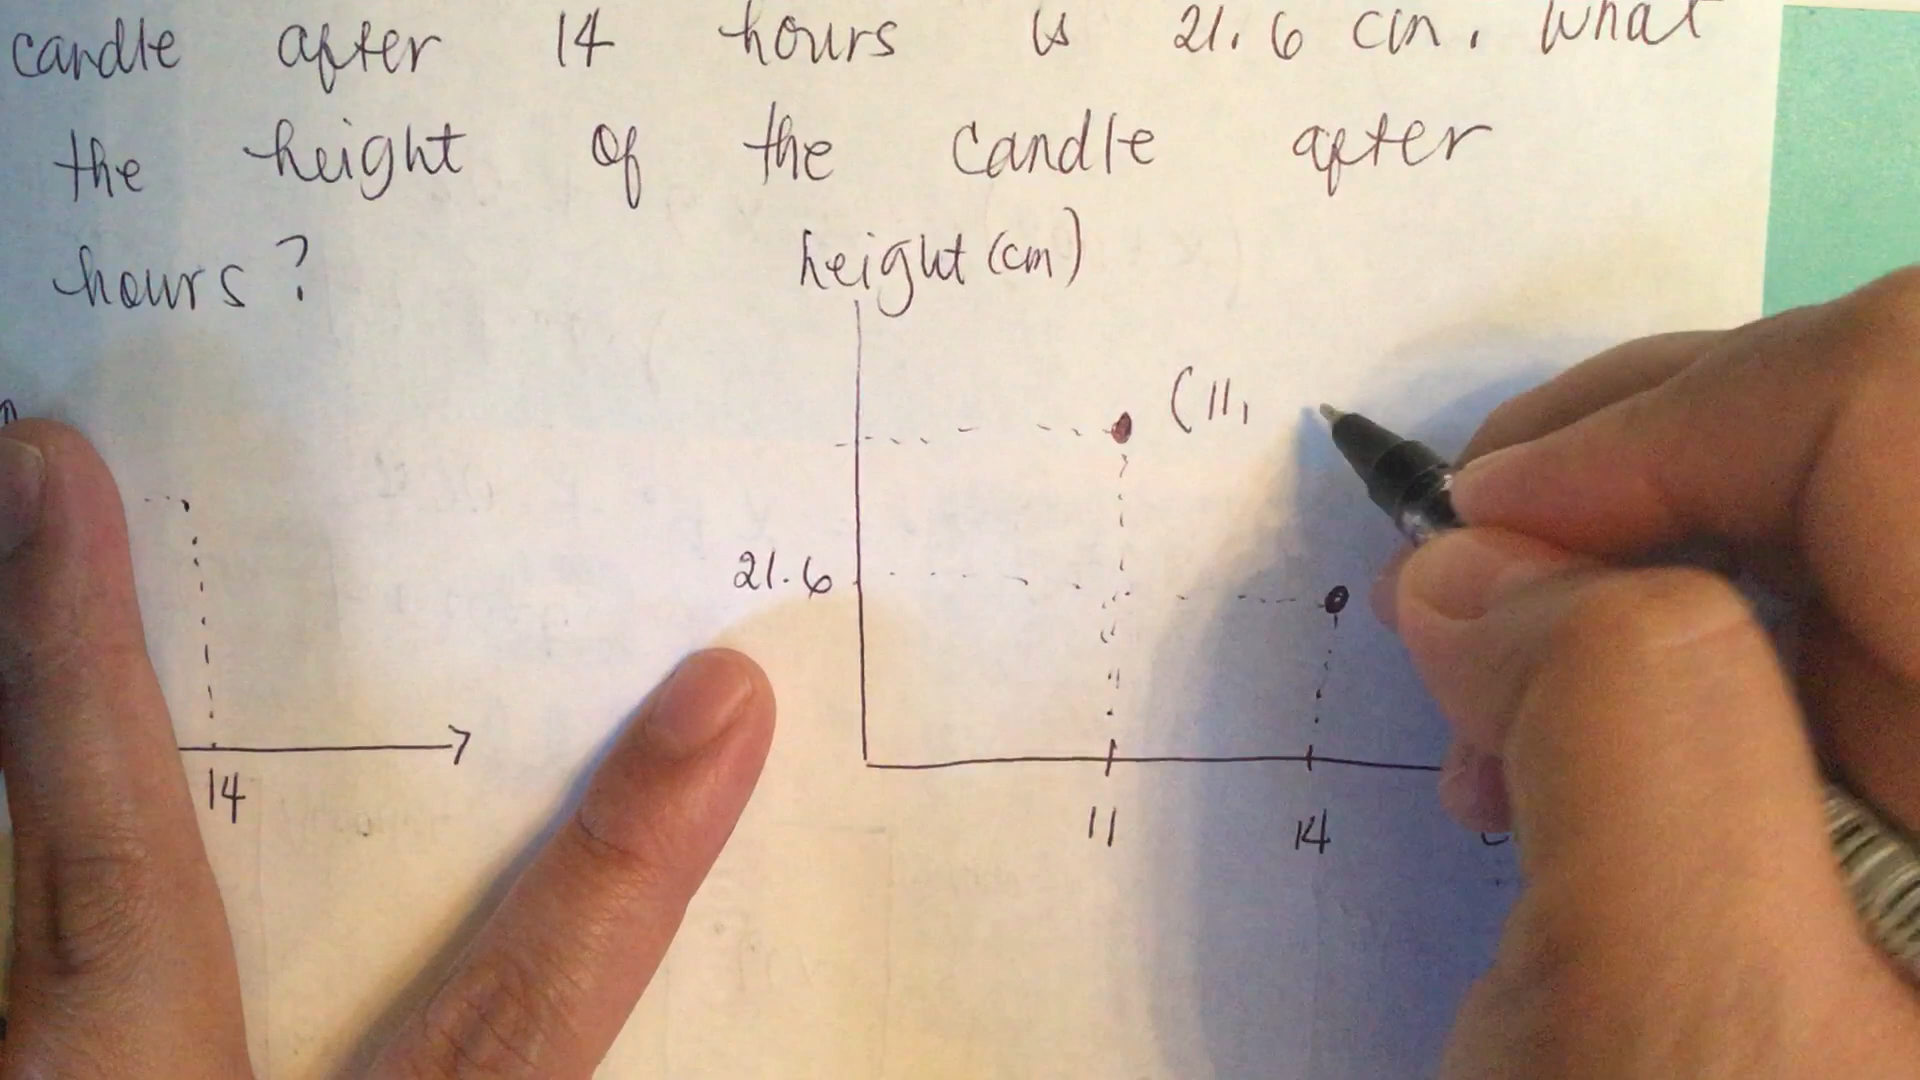 candle after 14 hours is 21.6 cm. What
the height of the candle after
hours?
height (cm)
(11,
21.6
14
11 14